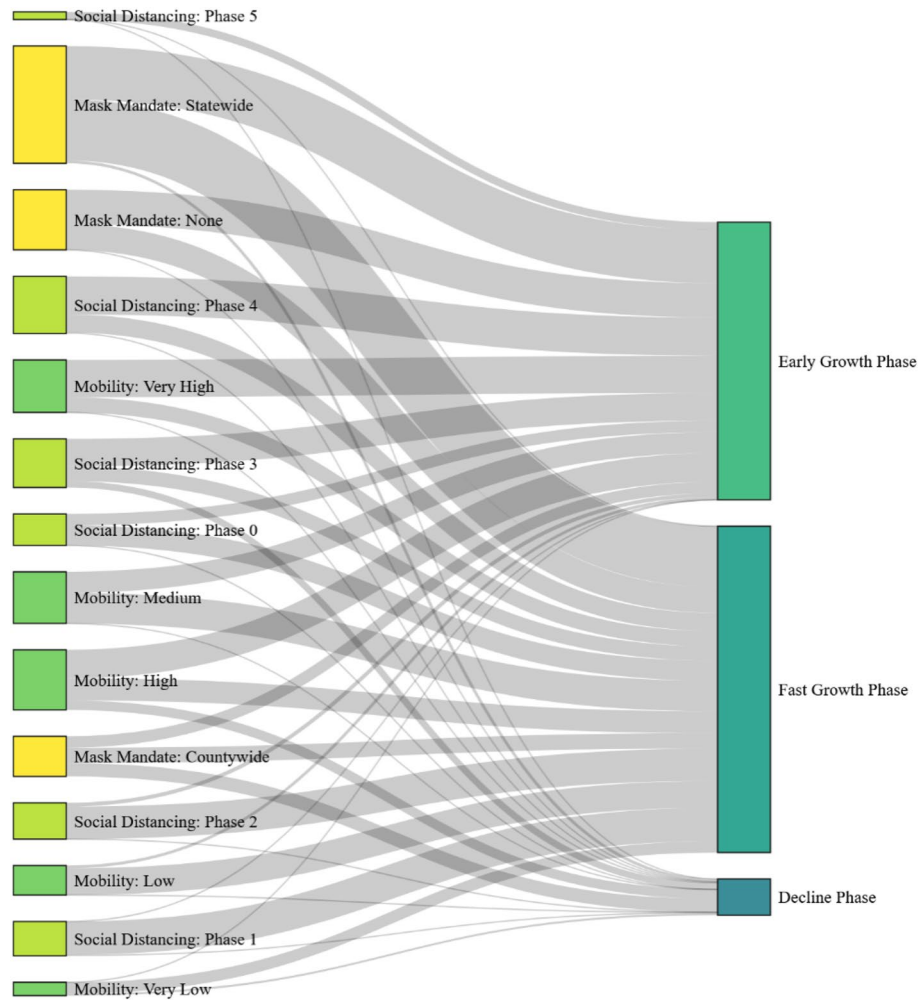 Social Distancing: Phase 5
Mask Mandate: Statewide
Mask Mandate: None
Social Distancing: Phase 4
Mobility: Very High
Social Distancing: Phase 3
Social Distancing: Phase 0
Mobility: Medium
Mobility: High
Mask Mandate: Countywide
Social Distancing: Phase 2
Mobility: Low
Social Distancing: Phase 1
Mobility: Very Low
Early Growth Phase
Fast Growth Phase
Decline Phase